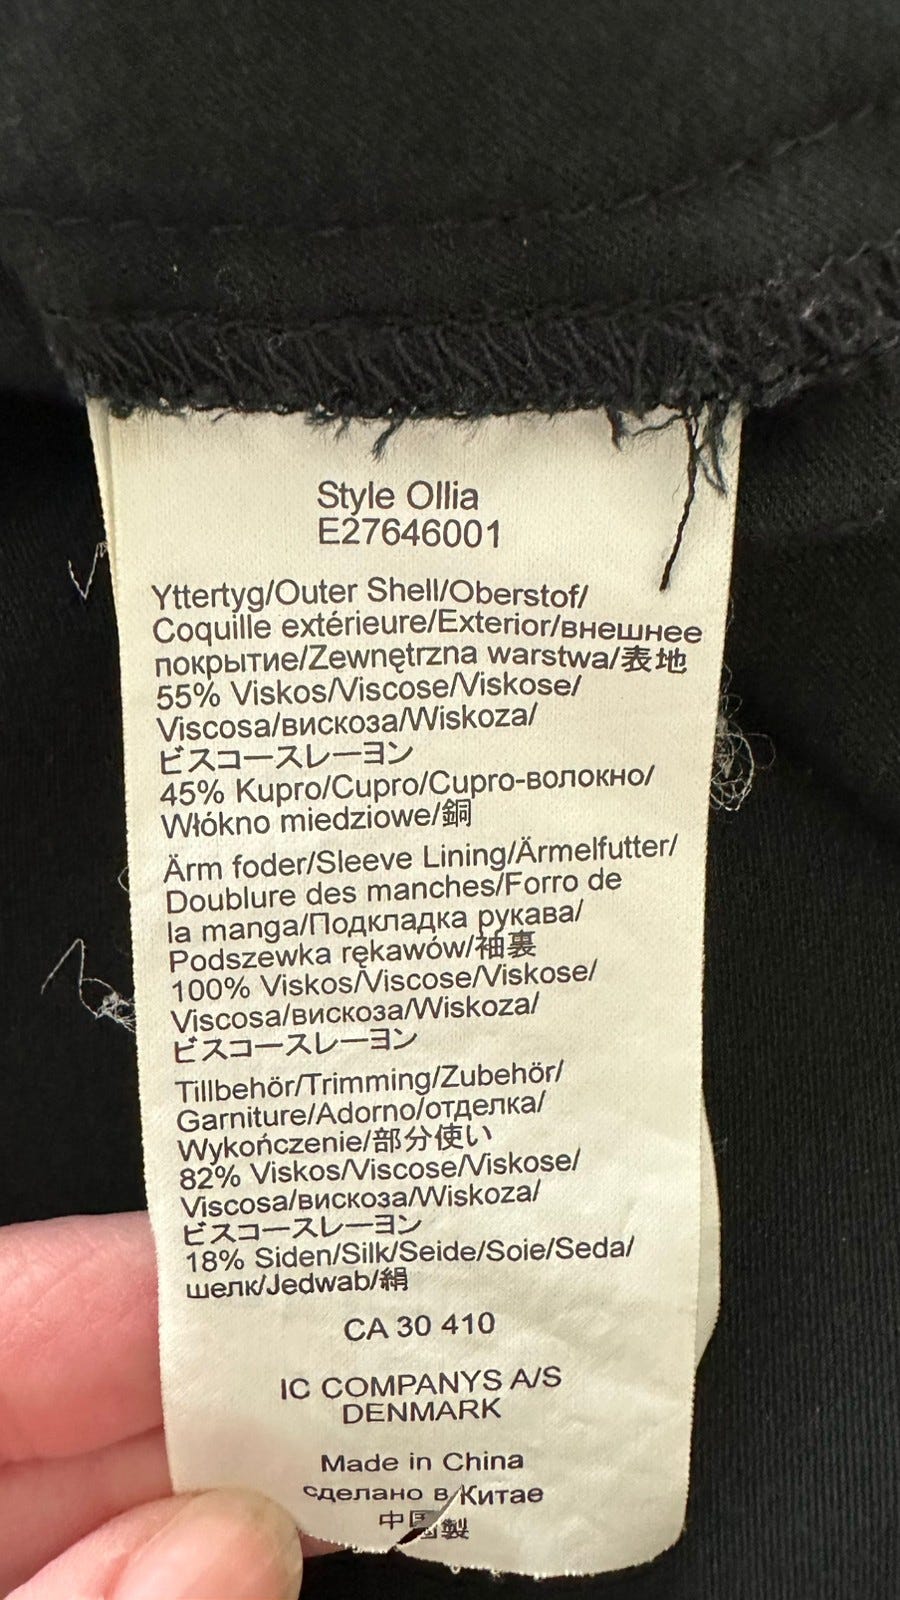 Style Ollia
E27646001
Yttertyg/Outer Shell/Oberstof/
Coquille extérieure/Exterior/внешнее
покрытие/Zewnętrzna warstwa/表地
55% Viskos/Viscose/Viskose/
Viscosa/вискоза/Wiskoza/
ビスコースレーヨン
45% Kupro/Cupro/Cupro-волокно/
Włókno miedziowe/銅
Ärm foder/Sleeve Lining/Ärmelfutter/
Doublure des manches/Forro de
la manga/Подкладка рукава/
Podszewka rękawów/袖裏
100% Viskos/Viscose/Viskose/
Viscosa/вискоза/Wiskoza/
ビスコースレーヨン
Tillbehör/Trimming/Zubehör/
Garniture/Adorno/отделка/
Wykończenie/部分使い
82% Viskos/Viscose/Viskose/
Viscosa/вискоза/Wiskoza/
ビスコースレーヨン
18% Siden/Silk/Seide/Soie/Seda/
шелк/Jedwab/絹
CA 30 410
IC COMPANYS A/S
DENMARK
Made in China
сделано в Китае
中国製